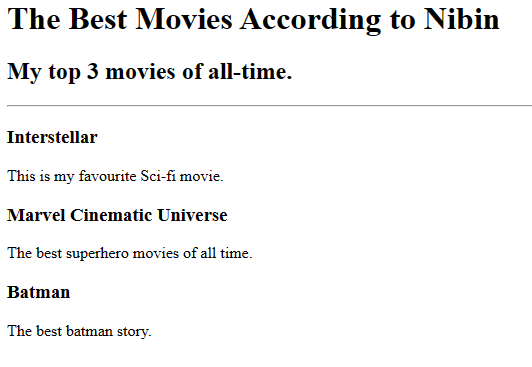 The Best Movies According to Nibin
My top 3 movies of all-time.
Interstellar
This is my favourite Sci-fi movie.
Marvel Cinematic Universe
The best superhero movies of all time.
Batman
The best batman story.